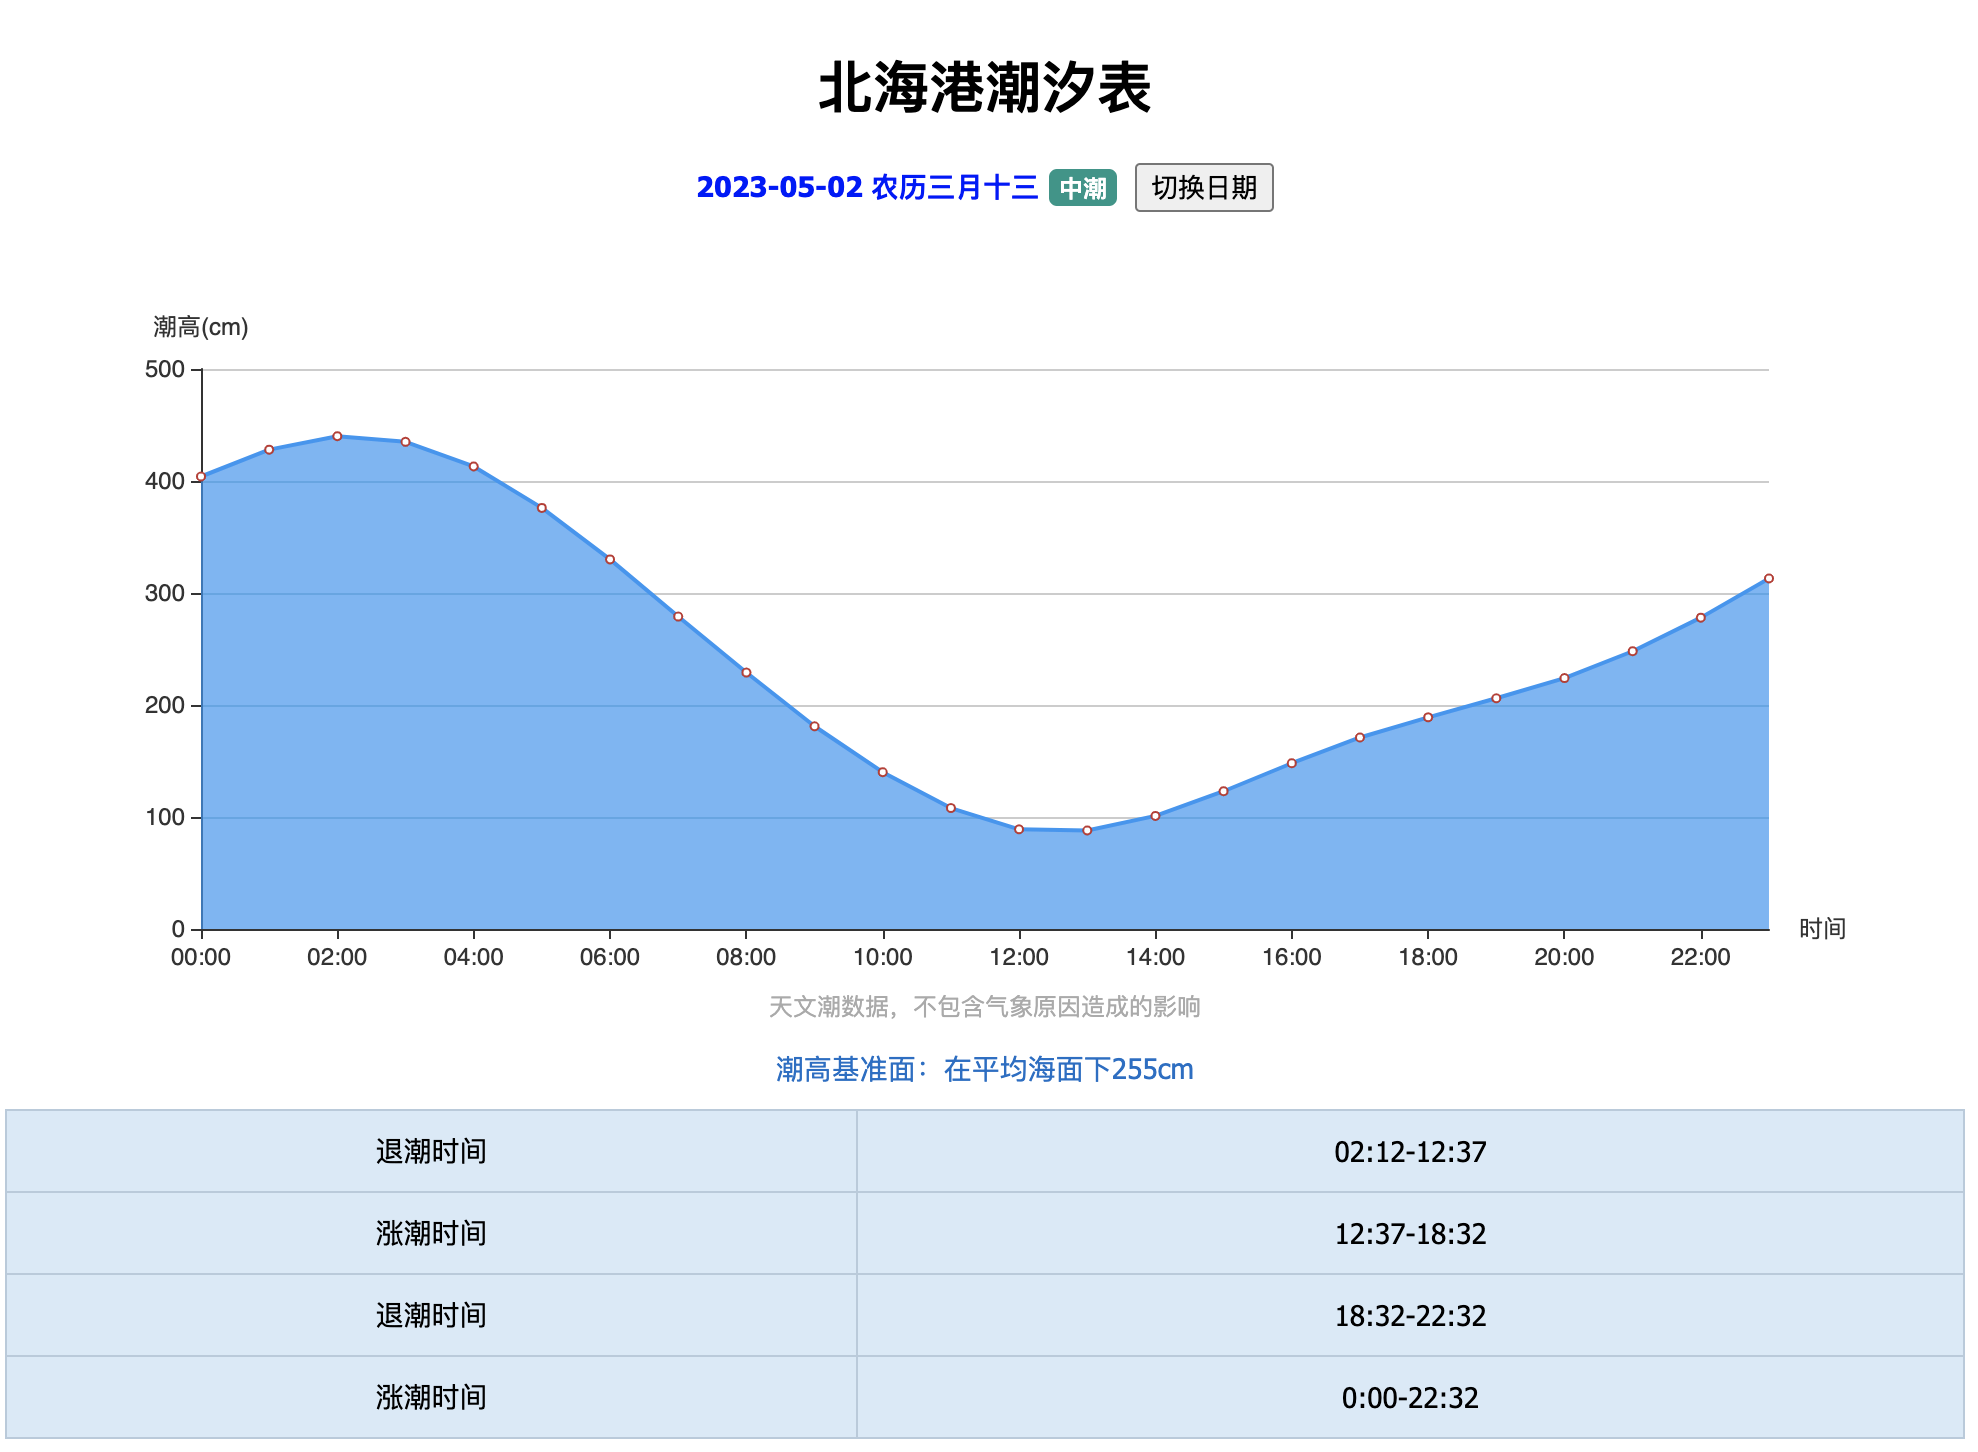 北海港潮汐表
2023-05-02 农历三月十三 中潮 切换日期
潮高(cm)
500
400
300
200
100
0
时间
00:00 02:00 04:00 06:00 08:00 10:00 12:00 14:00 16:00 18:00 20:00 22:00
天文潮数据，不包含气象原因造成的影响
潮高基准面：在平均海面下255cm
退潮时间 02:12-12:37
涨潮时间 12:37-18:32
退潮时间 18:32-22:32
涨潮时间 0:00-22:32